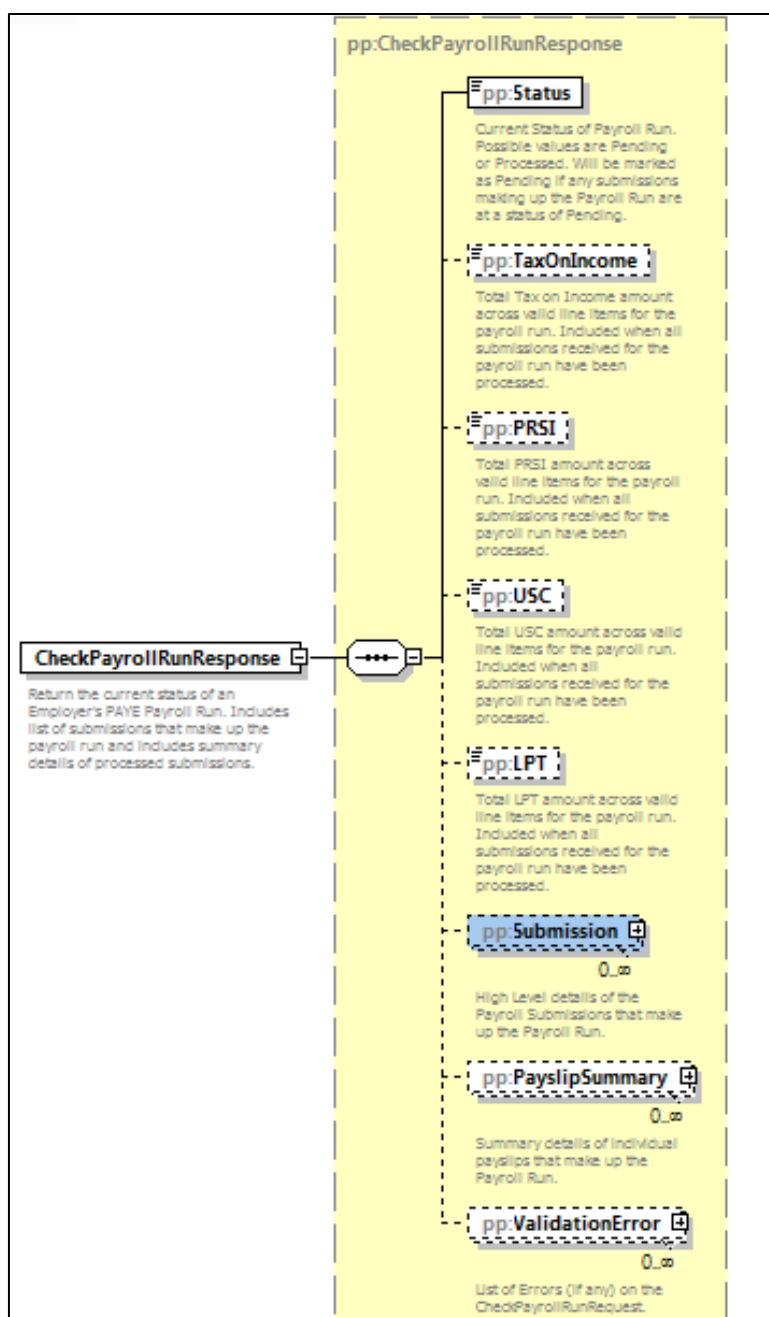 pp:CheckPayrollRunResponse
pp:Status
Current Status of Payroll Run.
Possible values are Pending
or Processed. Will be marked
as Pending if any submissions
making up the Payroll Run are
at a status of Pending.
pp:TaxOnIncome
Total Tax on Income amount
across valid line items for the
payroll run. Included when all
submissions received for the
payroll run have been
processed.
pp:PRSI
Total PRSI amount across
valid line items for the payroll
run. Included when all
submissions received for the
payroll run have been
processed.
pp:USC
Total USC amount across valid
line items for the payroll run.
Included when all
submissions received for the
payroll run have been
processed.
CheckPayrollRunResponse
Return the current status of an
Employer's PAYE Payroll Run. Includes
list of submissions that make up the
payroll run and includes summary
details of processed submissions.
pp:LPT
Total LPT amount across valid
line items for the payroll run.
Included when all
submissions received for the
payroll run have been
processed.
pp:Submission
0..∞
High Level details of the
Payroll Submissions that make
up the Payroll Run.
pp:PayslipSummary
0..∞
Summary details of individual
payslips that make up the
Payroll Run.
pp:ValidationError
0..∞
List of Errors (if any) on the
CheckPayrollRunRequest.